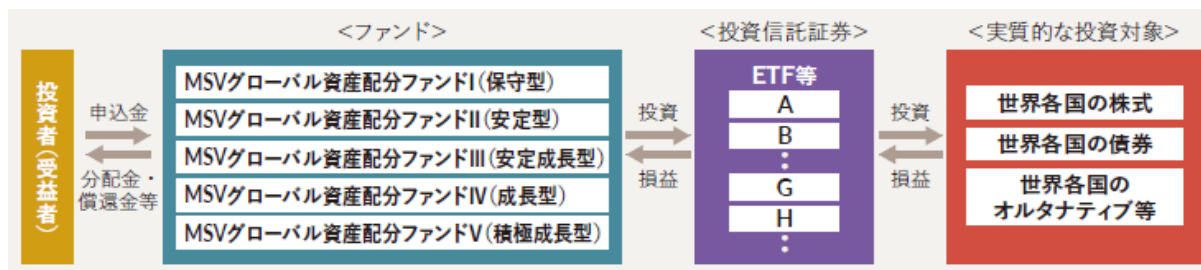 <ファンド>
<投資信託証券>
<実質的な投資対象>
投資者(受益者)
申込金
分配金・
償還金等
MSVグローバル資産配分ファンドI(保守型)
MSVグローバル資産配分ファンドII(安定型)
MSVグローバル資産配分ファンドIII(安定成長型)
MSVグローバル資産配分ファンドIV(成長型)
MSVグローバル資産配分ファンドV(積極成長型)
投資
損益
ETF等
A
B
:
G
H
:
投資
損益
世界各国の株式
世界各国の債券
世界各国の
オルタナティブ等